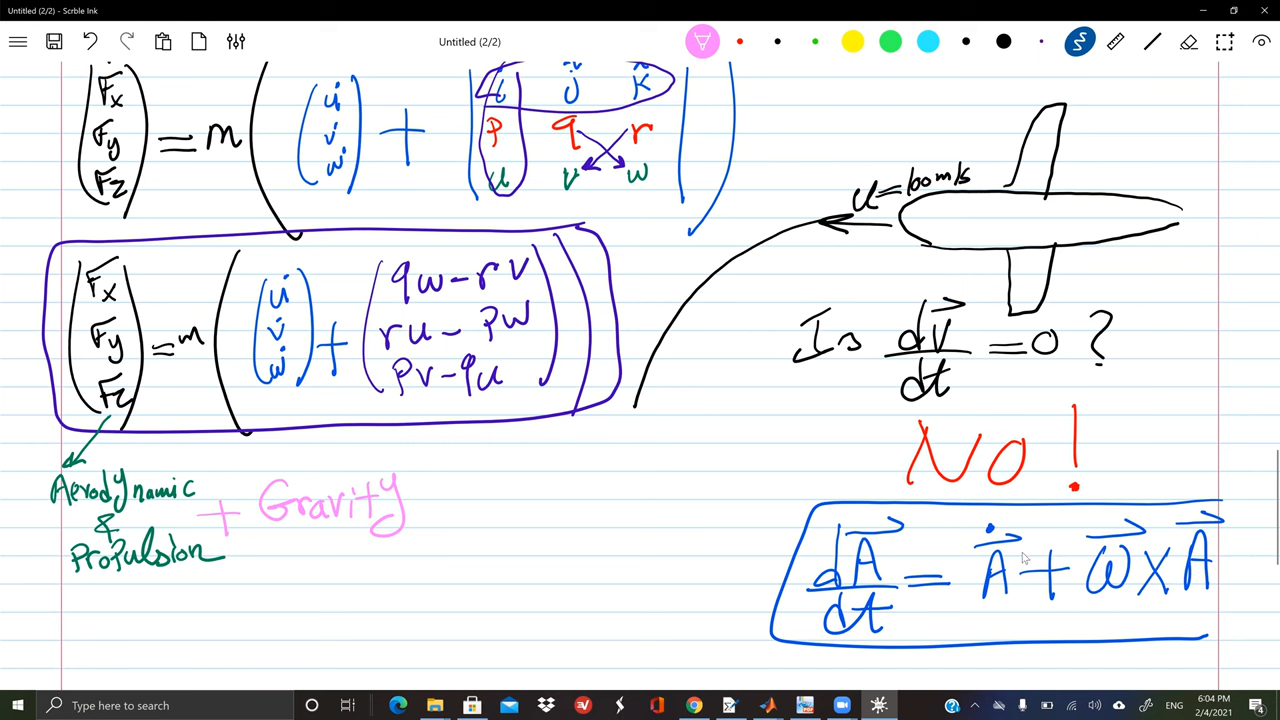 Untitled (2/2) - Scrble Ink
Untitled (2/2)
Fx
Fy = m ( u̇ v̇ ẇ ) + | î ĵ k̂
Fz
p q r
u v w
u = 100 m/s
Fx
Fy = m ( u̇ v̇ ẇ ) + ( qw - rv
ru - pw
Fz
pv - qu )
Is dV/dt = 0 ?
No!
Aerodynamic
&
Propulsion
+ Gravity
dA/dt = Ȧ + ω × A
Type here to search
6:04 PM
2/4/2021
4